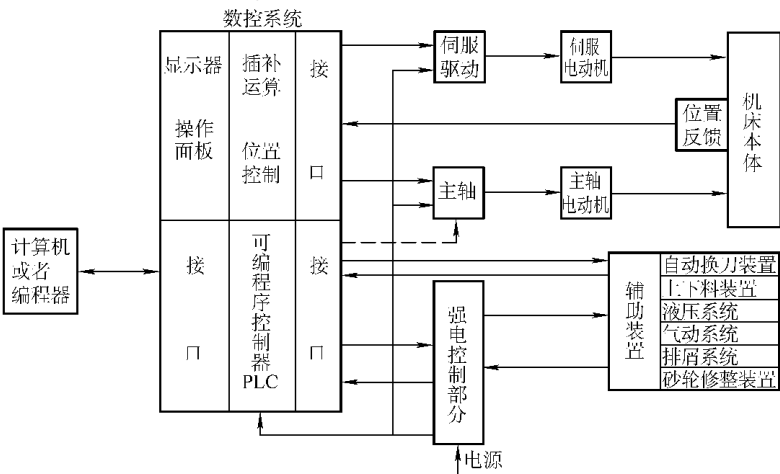 数控系统
显示器
操作
面板
插补
运算
位置
控制
接口
伺服
驱动
伺服
电动机
机床本体
位置
反馈
主轴
主轴
电动机
计算机
或者
编程器
接口
可编程序控制器
PLC
接口
强电控制部分
电源
辅助装置
自动换刀装置
上下料装置
液压系统
气动系统
排屑系统
砂轮修整装置